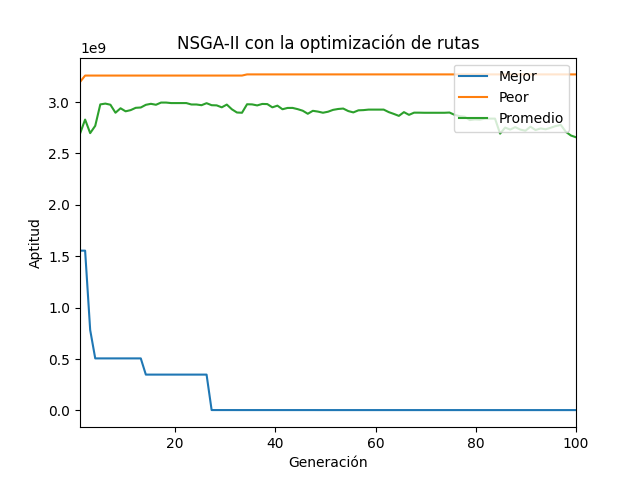 NSGA-II con la optimización de rutas
1e9
Mejor
Peor
Promedio
3.0
2.5
2.0
1.5
1.0
0.5
0.0
Aptitud
20
40
60
80
100
Generación